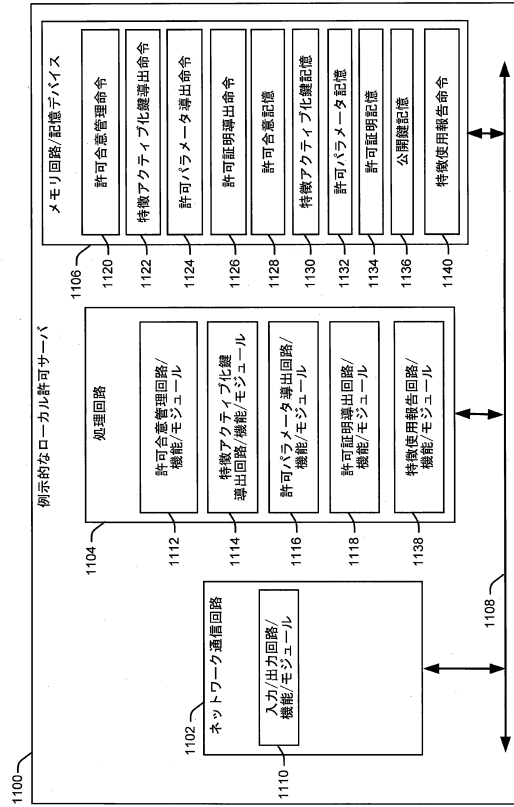 1100
例示的なローカル許可サーバ
1102
ネットワーク通信回路
1110
入力/出力回路/
機能/モジュール
1104
処理回路
1112
許可合意管理回路/
機能/モジュール
1114
特徴アクティブ化鍵
導出回路/機能/モジュール
1116
許可パラメータ導出回路/
機能/モジュール
1118
許可証明導出回路/
機能/モジュール
1138
特徴使用報告回路/
機能/モジュール
1106
メモリ回路/記憶デバイス
1120
許可合意管理命令
1122
特徴アクティブ化鍵導出命令
1124
許可パラメータ導出命令
1126
許可証明導出命令
1128
許可合意記憶
1130
特徴アクティブ化鍵記憶
1132
許可パラメータ記憶
1134
許可証明記憶
1136
公開鍵記憶
1140
特徴使用報告命令
1108